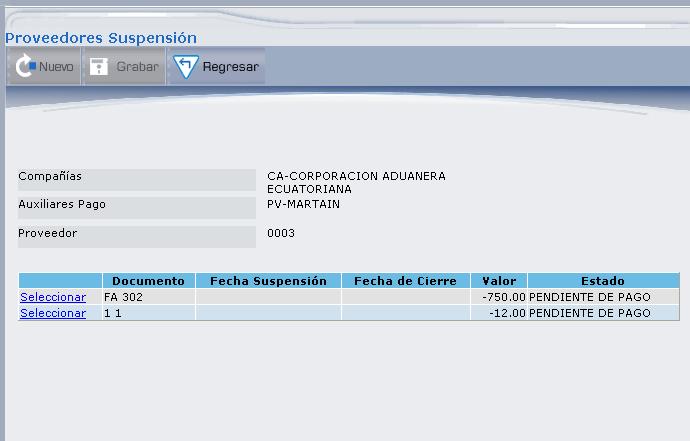 Proveedores Suspensión
Nuevo Grabar Regresar
Compañías CA-CORPORACION ADUANERA
ECUATORIANA
Auxiliares Pago PV-MARTAIN
Proveedor 0003
Documento Fecha Suspensión Fecha de Cierre Valor Estado
Seleccionar FA 302 -750.00 PENDIENTE DE PAGO
Seleccionar 1 1 -12.00 PENDIENTE DE PAGO